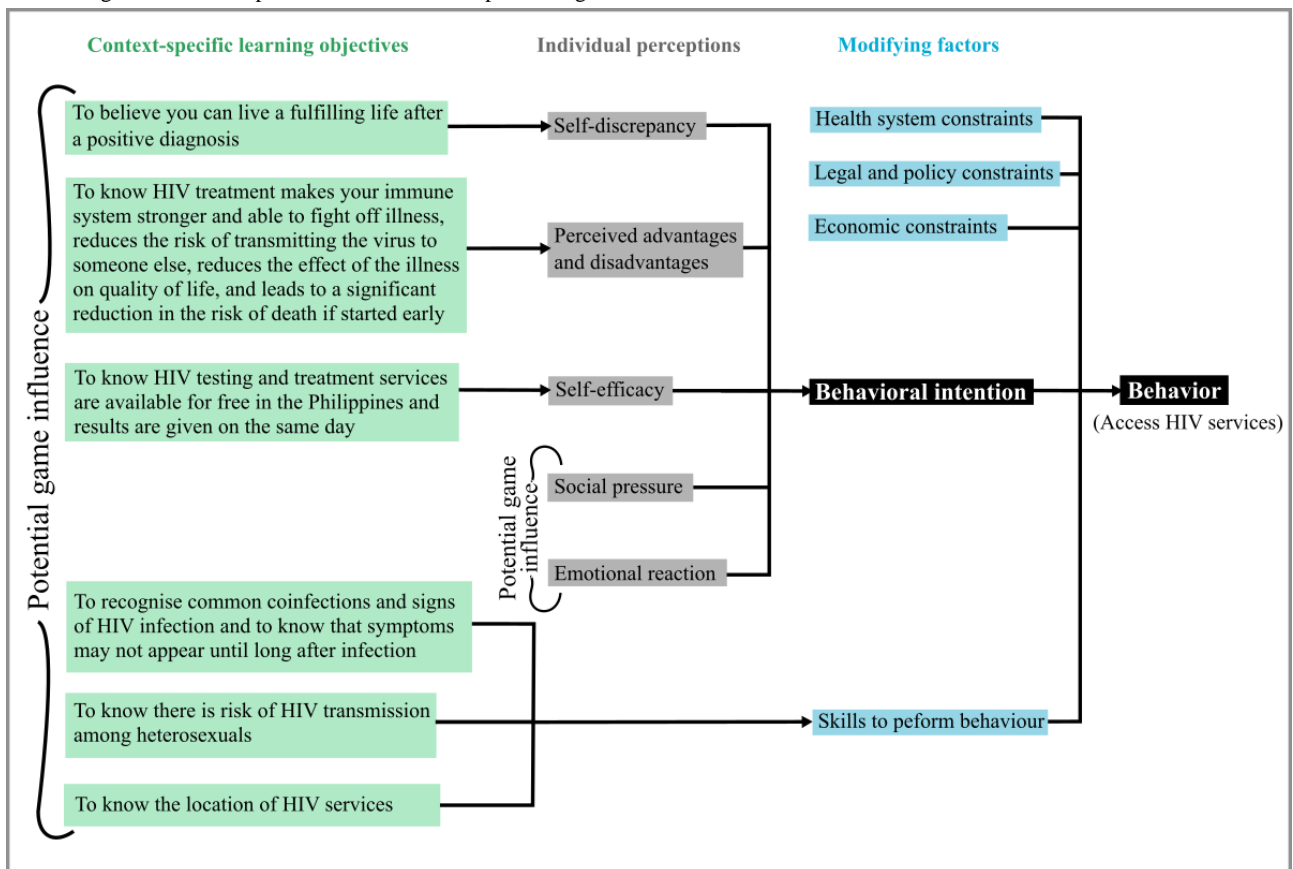 Context-specific learning objectives
Individual perceptions
Modifying factors
Potential game influence
To believe you can live a fulfilling life after
a positive diagnosis
Self-discrepancy
Health system constraints
Legal and policy constraints
Economic constraints
To know HIV treatment makes your immune
system stronger and able to fight off illness,
reduces the risk of transmitting the virus to
someone else, reduces the effect of the illness
on quality of life, and leads to a significant
reduction in the risk of death if started early
Perceived advantages
and disadvantages
To know HIV testing and treatment services
are available for free in the Philippines and
results are given on the same day
Self-efficacy
Behavioral intention
Behavior
(Access HIV services)
Potential game
influence
Social pressure
Emotional reaction
To recognise common coinfections and signs
of HIV infection and to know that symptoms
may not appear until long after infection
To know there is risk of HIV transmission
among heterosexuals
Skills to peform behaviour
To know the location of HIV services